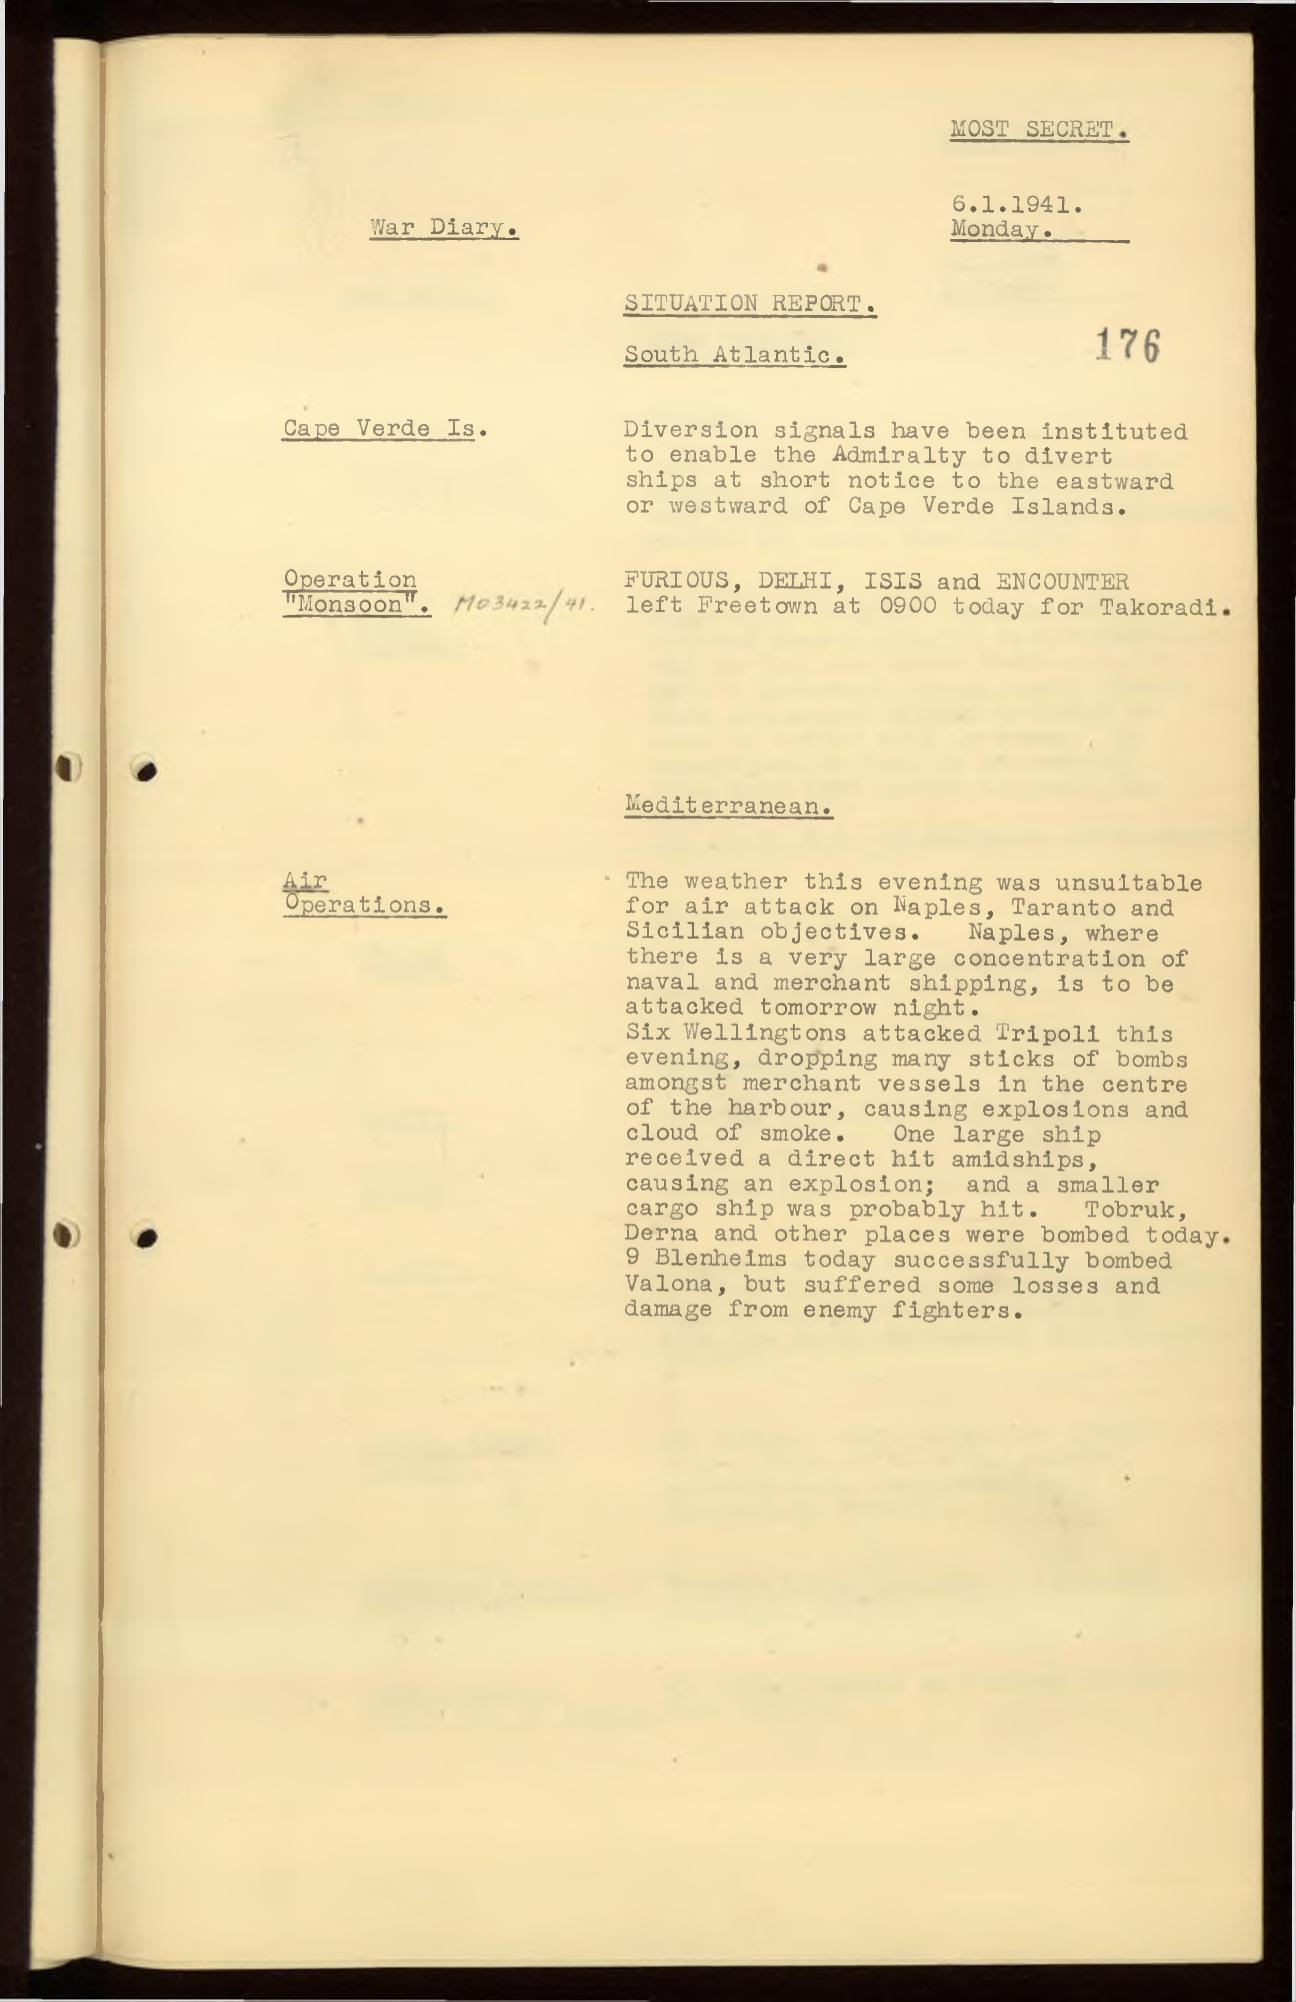 MOST SECRET.
6.1.1941.
War Diary.
Monday.
SITUATION REPORT.
176
South Atlantic.
Cape Verde Is.
Diversion signals have been instituted
to enable the Admiralty to divert
ships at short notice to the eastward
or westward of Cape Verde Islands.
Operation
"Monsoon". M03422/41.
FURIOUS, DELHI, ISIS and ENCOUNTER
left Freetown at 0900 today for Takoradi.
Mediterranean.
Air
Operations.
The weather this evening was unsuitable
for air attack on Naples, Taranto and
Sicilian objectives. Naples, where
there is a very large concentration of
naval and merchant shipping, is to be
attacked tomorrow night.
Six Wellingtons attacked Tripoli this
evening, dropping many sticks of bombs
amongst merchant vessels in the centre
of the harbour, causing explosions and
cloud of smoke. One large ship
received a direct hit amidships,
causing an explosion; and a smaller
cargo ship was probably hit. Tobruk,
Derna and other places were bombed today.
9 Blenheims today successfully bombed
Valona, but suffered some losses and
damage from enemy fighters.